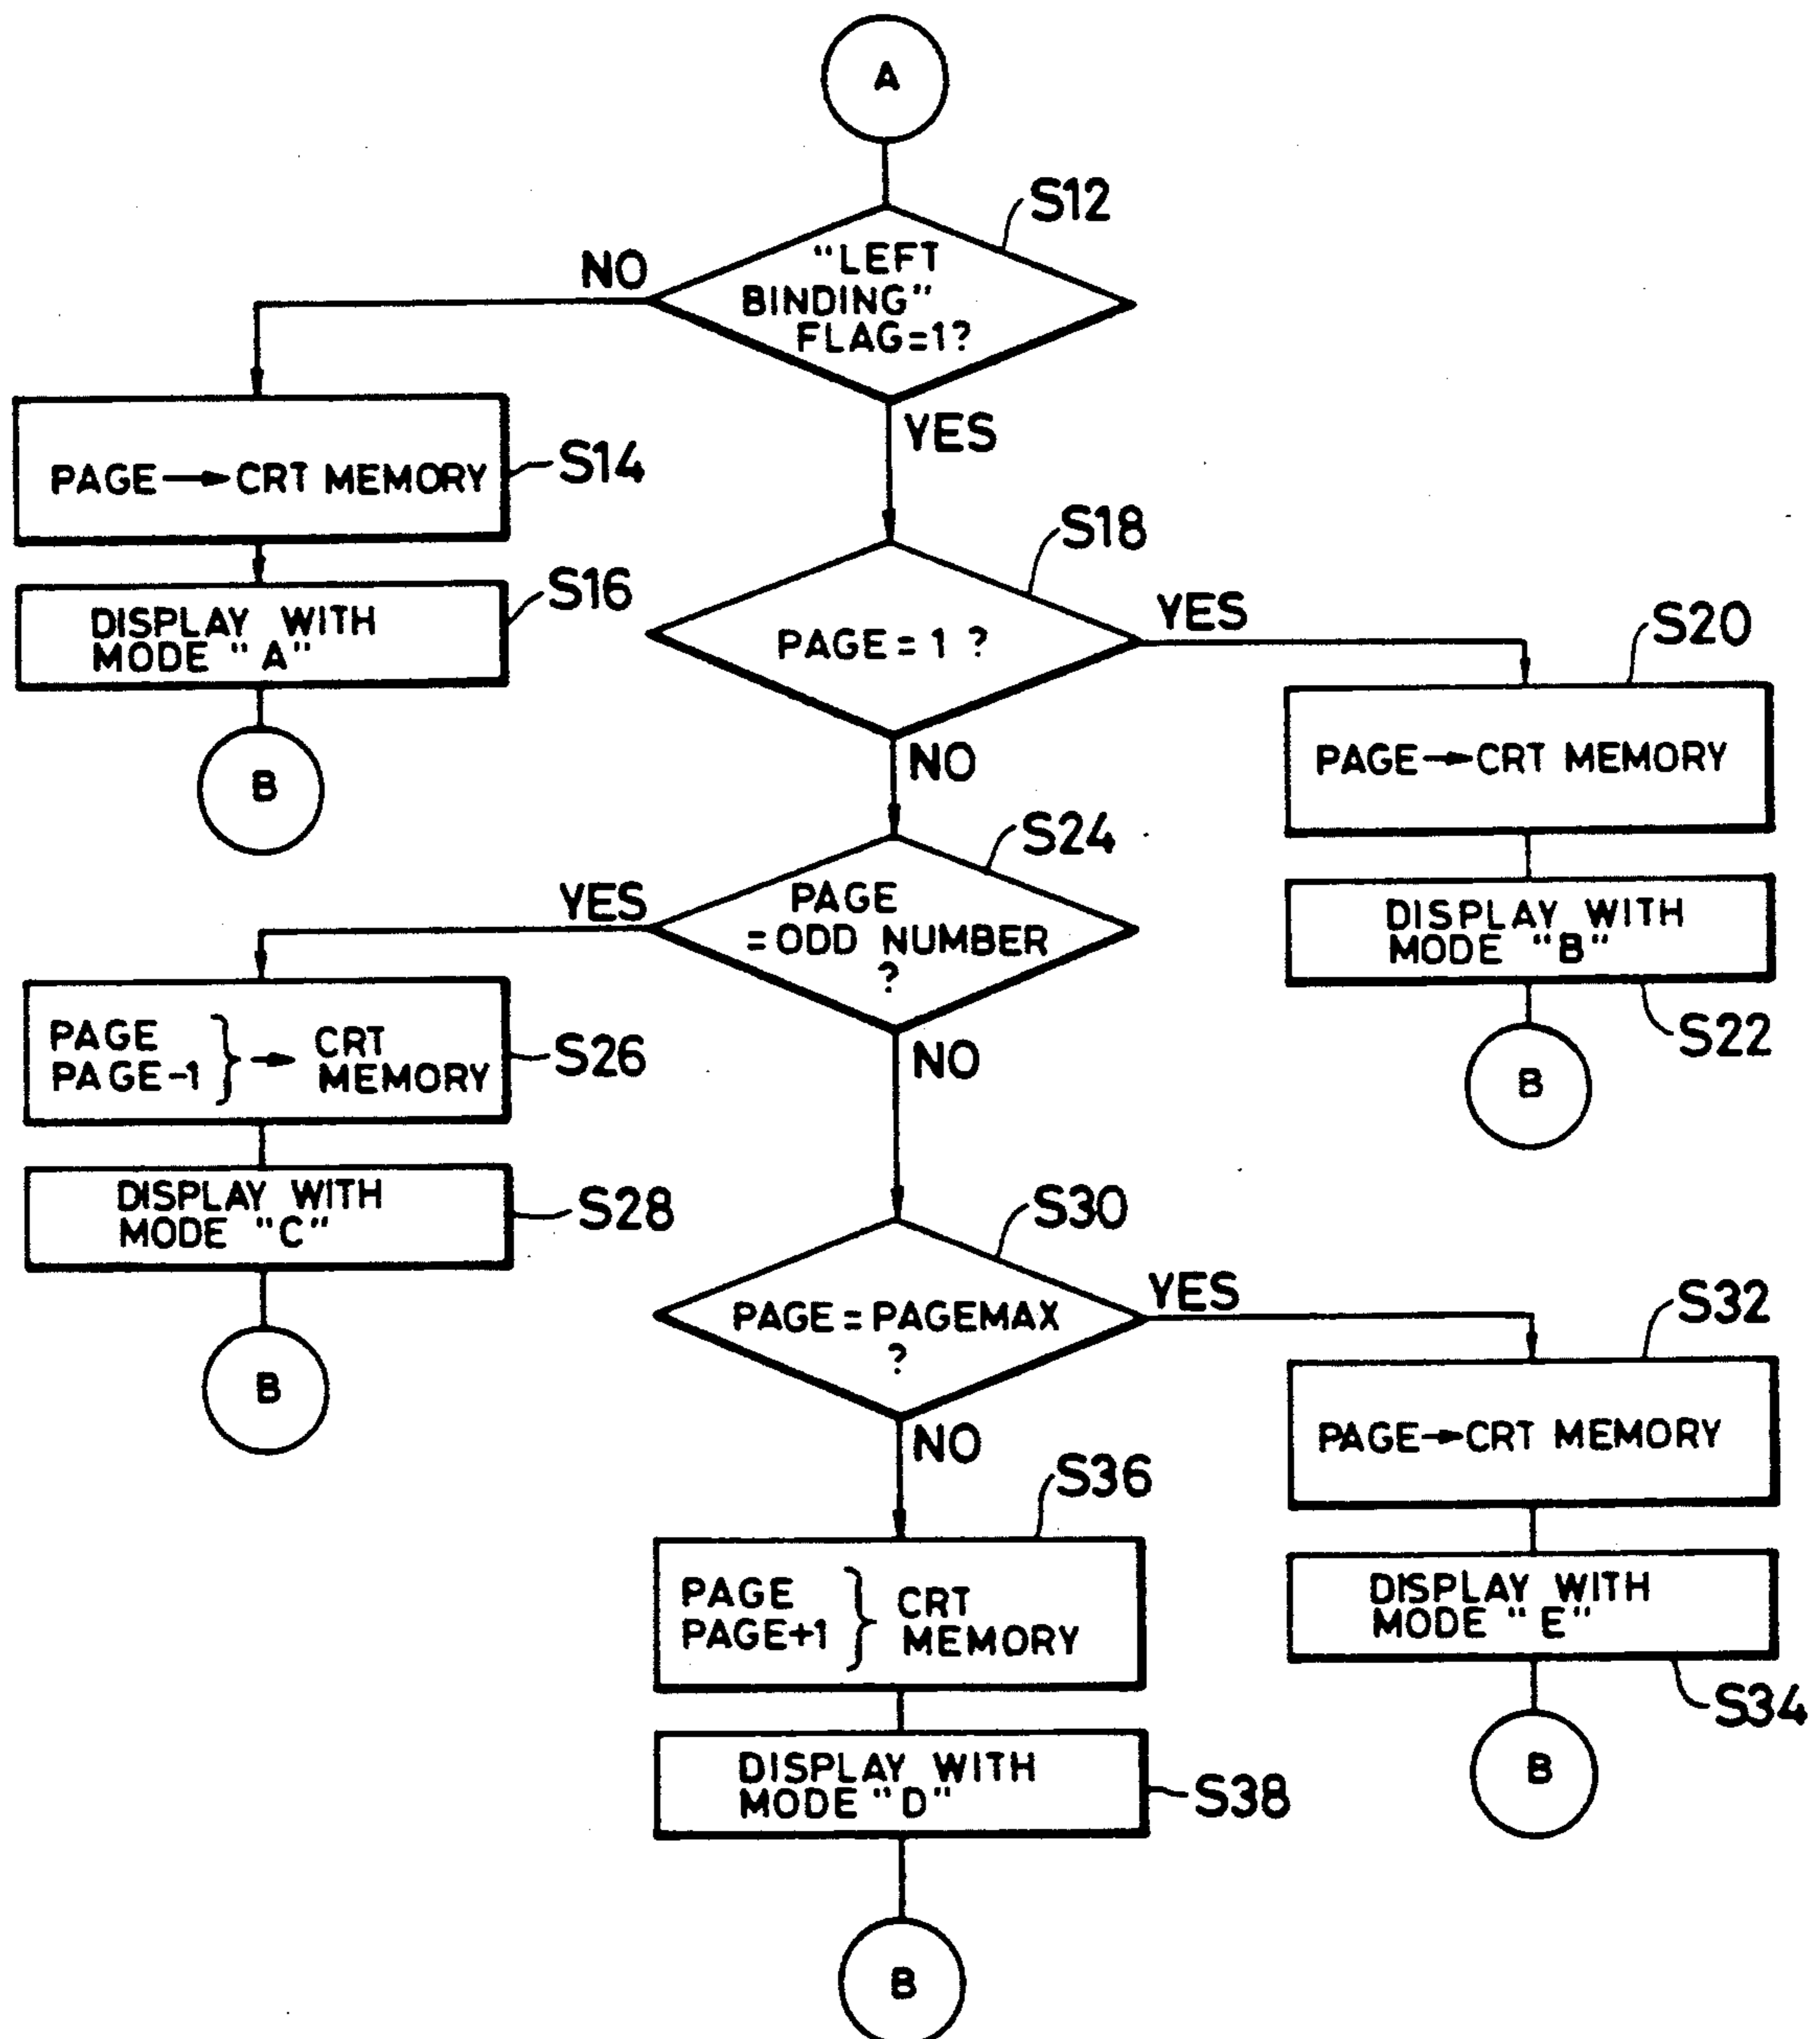 A
S12
"LEFT
BINDING"
FLAG=1?
NO
YES
PAGE→CRT MEMORY
S14
DISPLAY WITH
MODE "A"
S16
B
S18
PAGE=1?
YES
NO
S20
PAGE→CRT MEMORY
DISPLAY WITH
MODE "B"
S22
B
S24
PAGE
=ODD NUMBER
?
YES
NO
PAGE
PAGE-1
} → CRT
MEMORY
S26
DISPLAY WITH
MODE "C"
S28
B
S30
PAGE=PAGEMAX
?
YES
NO
S32
PAGE→CRT MEMORY
DISPLAY WITH
MODE "E"
S34
B
S36
PAGE
PAGE+1
} CRT
MEMORY
DISPLAY WITH
MODE "D"
S38
B